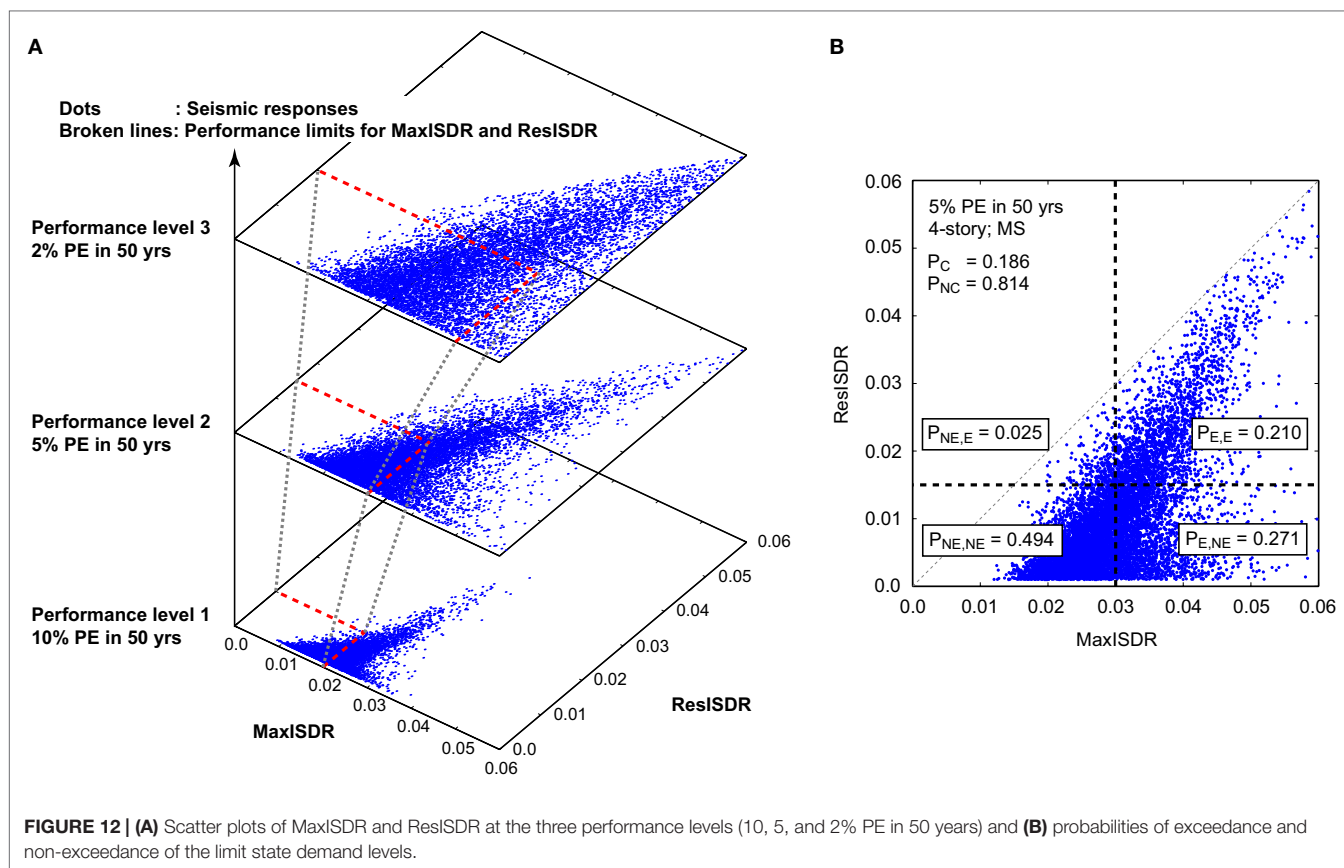 A
Dots : Seismic responses
Broken lines: Performance limits for MaxISDR and ResISDR
Performance level 3
2% PE in 50 yrs
Performance level 2
5% PE in 50 yrs
Performance level 1
10% PE in 50 yrs
0.0
0.01
0.02
0.03
0.04
0.05
0.06
MaxISDR
0.0
0.01
0.02
0.03
0.04
0.05
0.06
ResISDR
B
5% PE in 50 yrs
4-story; MS
PC = 0.186
PNC = 0.814
PNE,E = 0.025
PE,E = 0.210
PNE,NE = 0.494
PE,NE = 0.271
0.06
0.05
0.04
0.03
0.02
0.01
0.0
ResISDR
0.0 0.01 0.02 0.03 0.04 0.05 0.06
MaxISDR
FIGURE 12 | (A) Scatter plots of MaxISDR and ResISDR at the three performance levels (10, 5, and 2% PE in 50 years) and (B) probabilities of exceedance and
non-exceedance of the limit state demand levels.